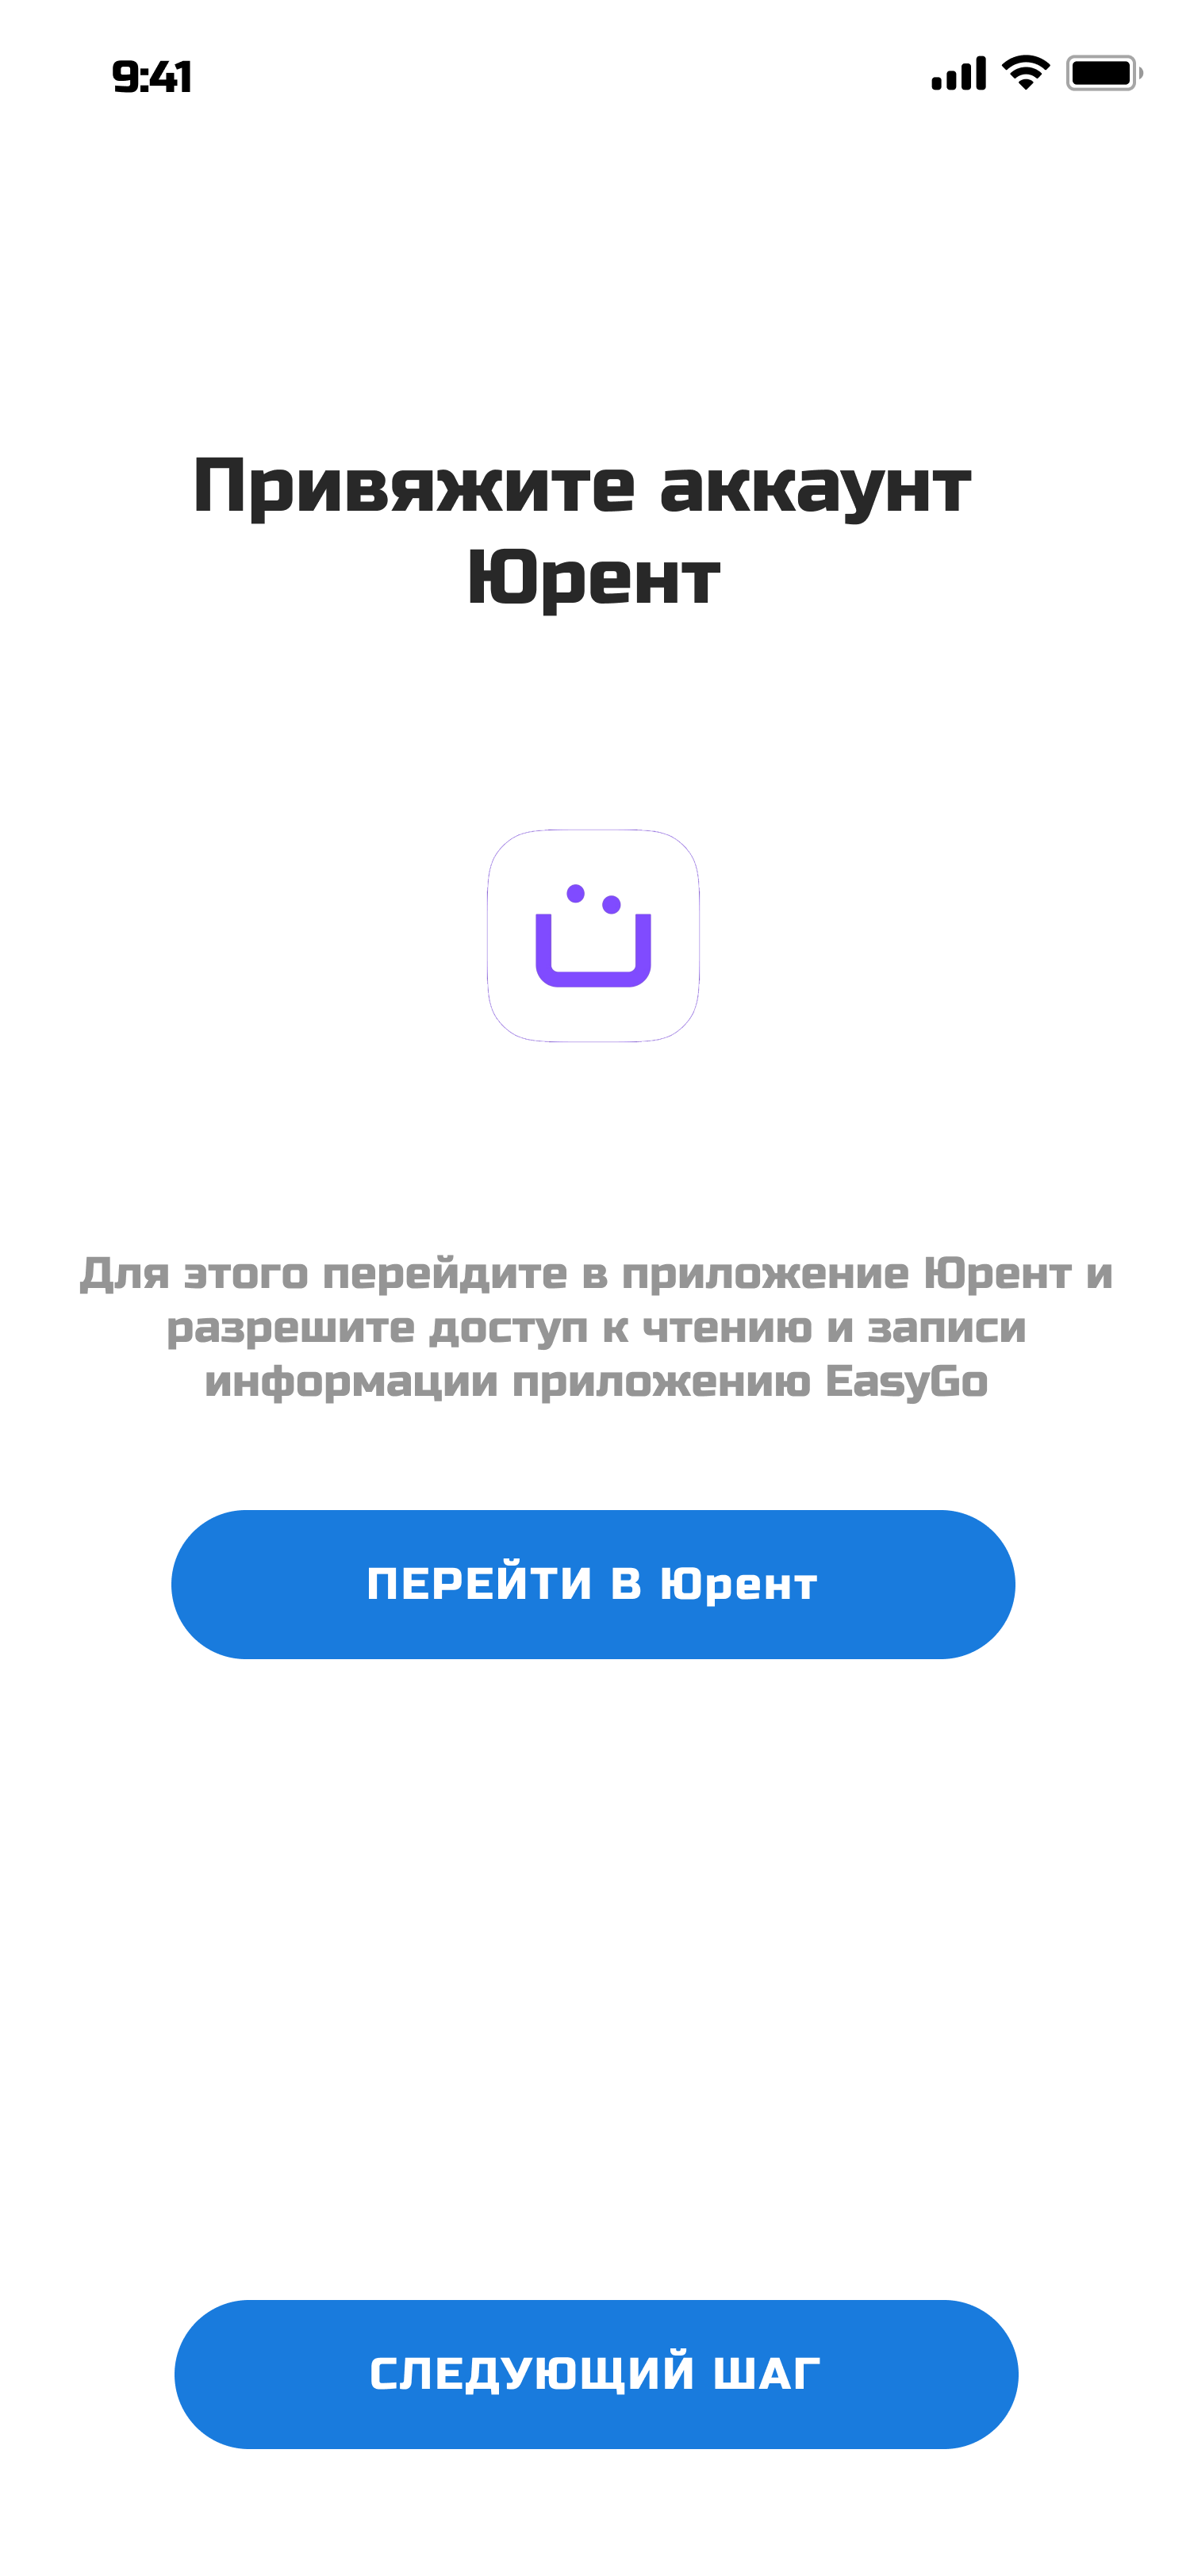 9:41
Привяжите аккаунт
Юрент
Для этого перейдите в приложение Юрент и
разрешите доступ к чтению и записи
информации приложению EasyGo
ПЕРЕЙТИ В Юрент
СЛЕДУЮЩИЙ ШАГ